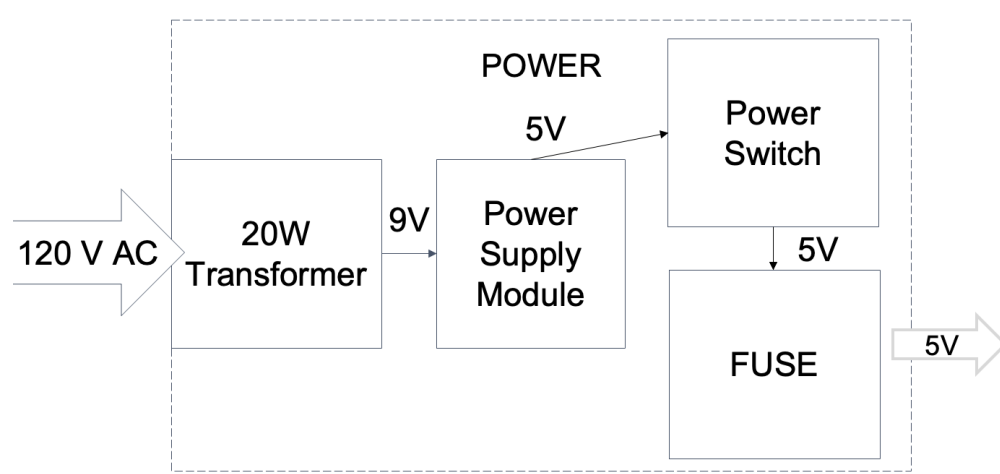 POWER
120 V AC
20W
Transformer
9V
Power
Supply
Module
5V
Power
Switch
5V
FUSE
5V